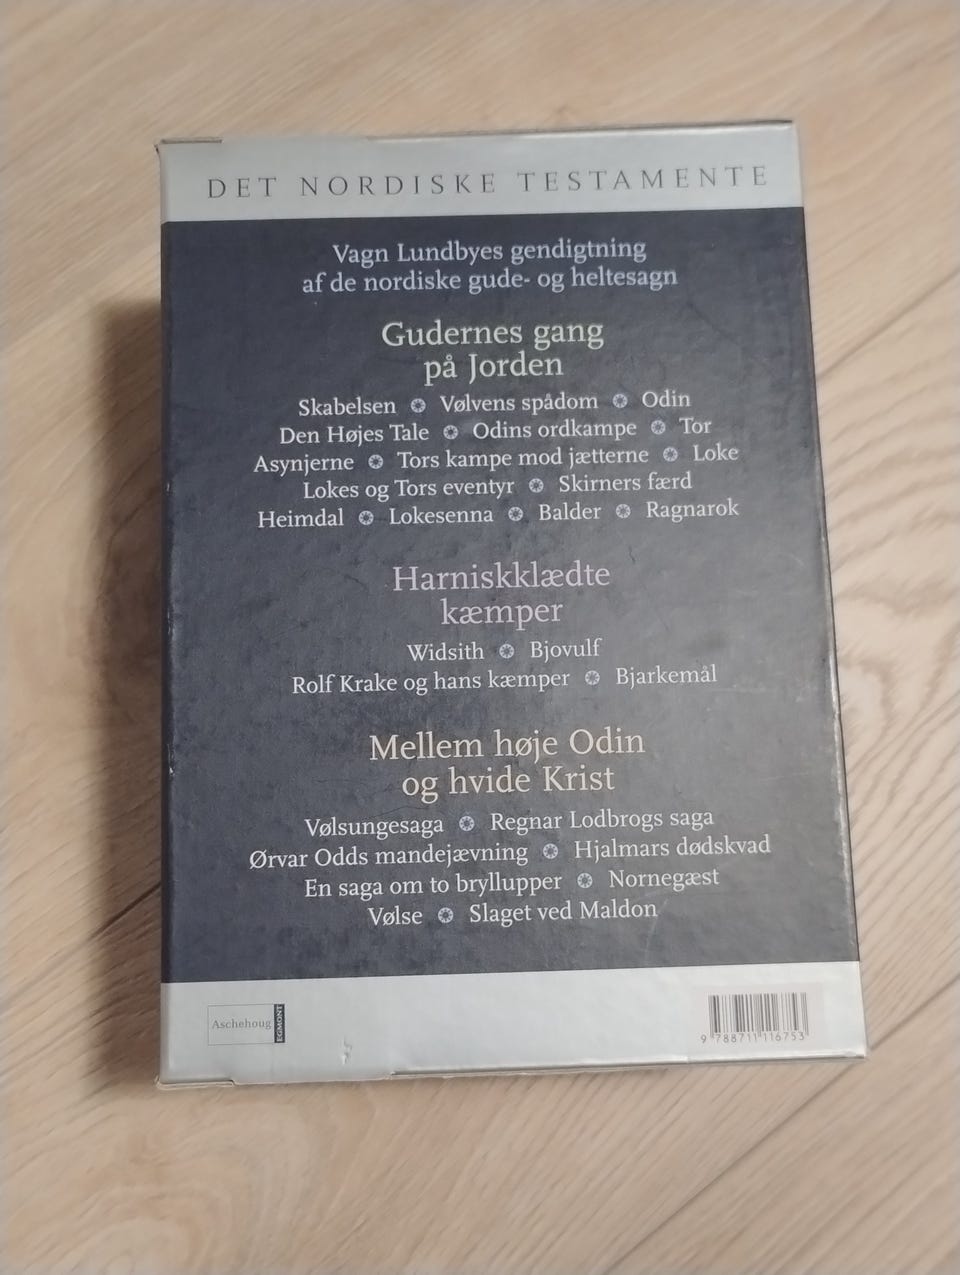 DET NORDISKE TESTAMENTE
Vagn Lundbyes gendigtning
af de nordiske gude- og heltesagn
Gudernes gang
på Jorden
Skabelsen Vølvens spådom Odin
Den Højes Tale Odins ordkampe Tor
Asynjerne Tors kampe mod jætterne Loke
Lokes og Tors eventyr Skirners færd
Heimdal Lokesenna Balder Ragnarok
Harniskklædte
kæmper
Widsith Bjovulf
Rolf Krake og hans kæmper Bjarkemål
Mellem høje Odin
og hvide Krist
Vølsungesaga Regnar Lodbrogs saga
Ørvar Odds mandejævning Hjalmars dødskvad
En saga om to bryllupper Nornegæst
Vølse Slaget ved Maldon
Aschehoug EGMONT
9 788711 116753